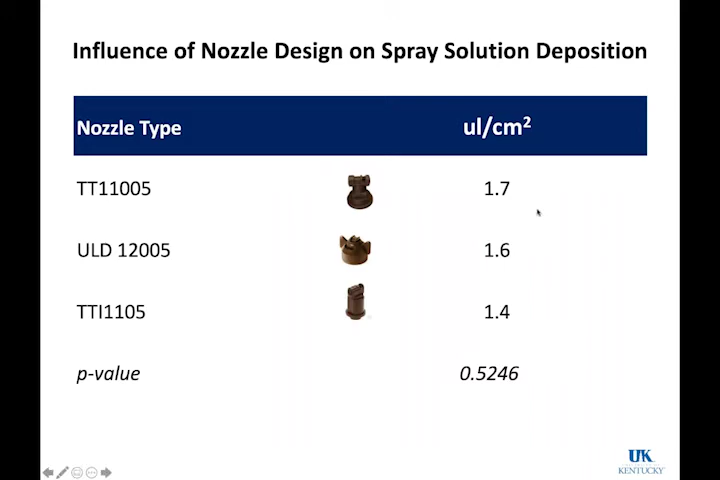 Influence of Nozzle Design on Spray Solution Deposition
Nozzle Type ul/cm²
TT11005 1.7
ULD 12005 1.6
TTI1105 1.4
p-value 0.5246
UK
KENTUCKY